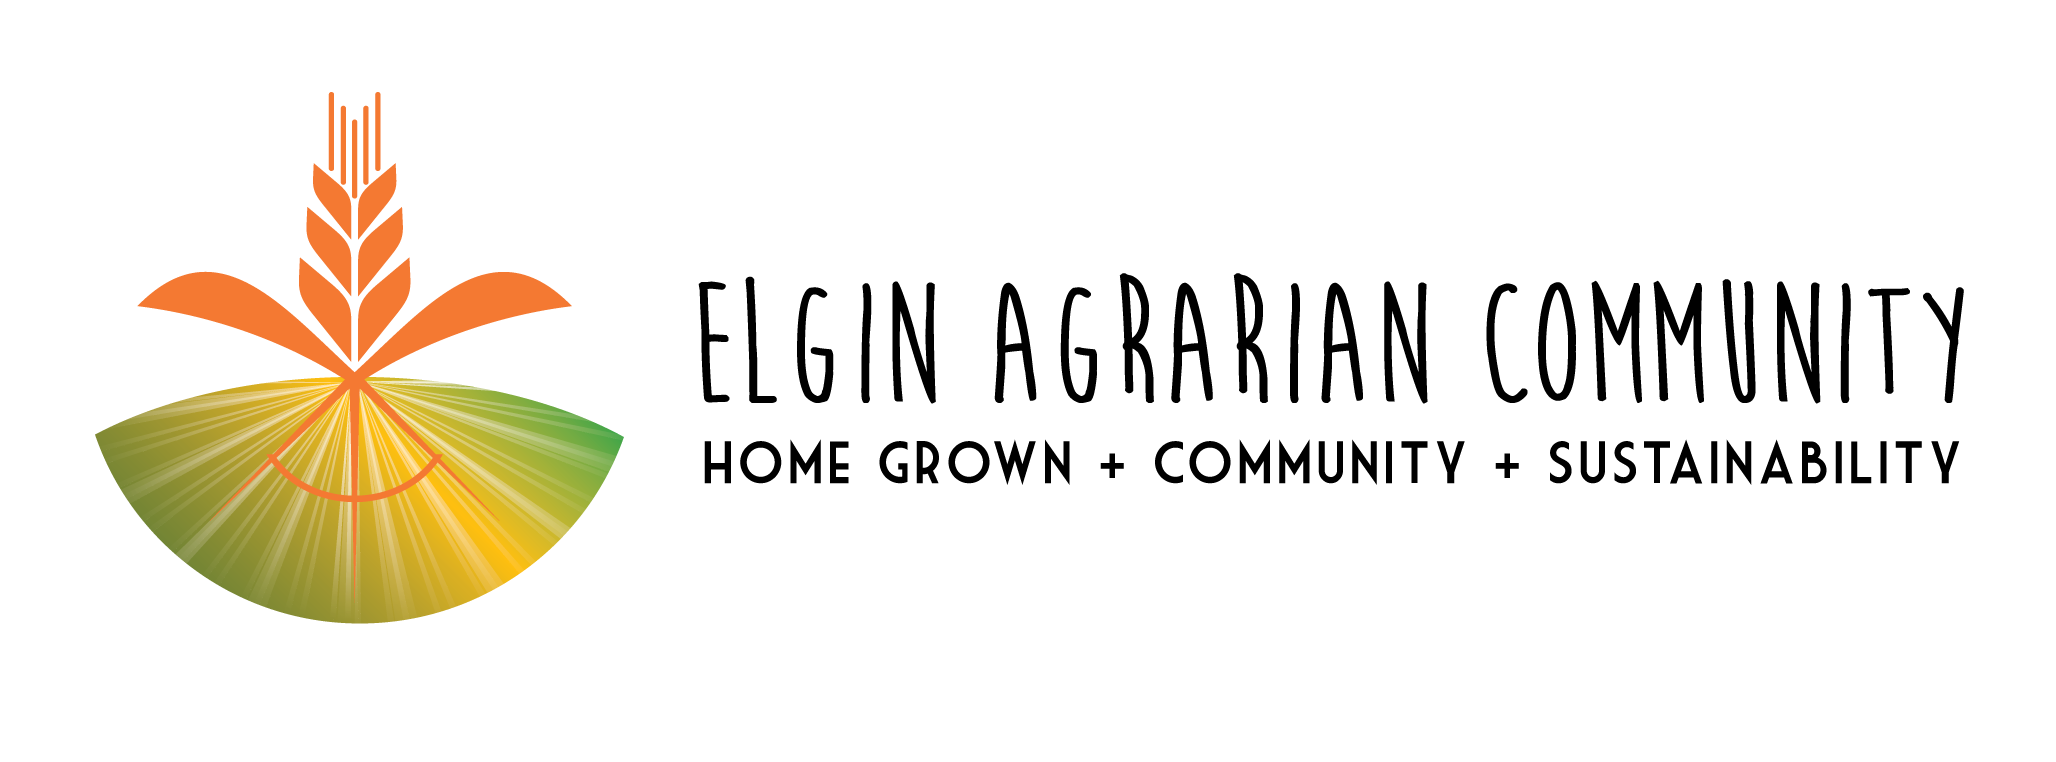 ELGIN AGRARIAN COMMUNITY
HOME GROWN + COMMUNITY + SUSTAINABILITY